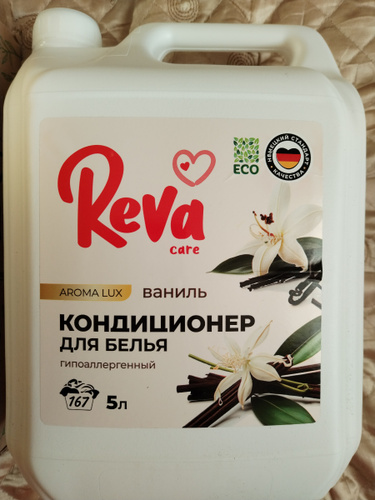 Reva
care
ECO
НЕМЕЦКИЙ СТАНДАРТ
КАЧЕСТВА
AROMA LUX
ваниль
КОНДИЦИОНЕР
ДЛЯ БЕЛЬЯ
гипоаллергенный
167
5л